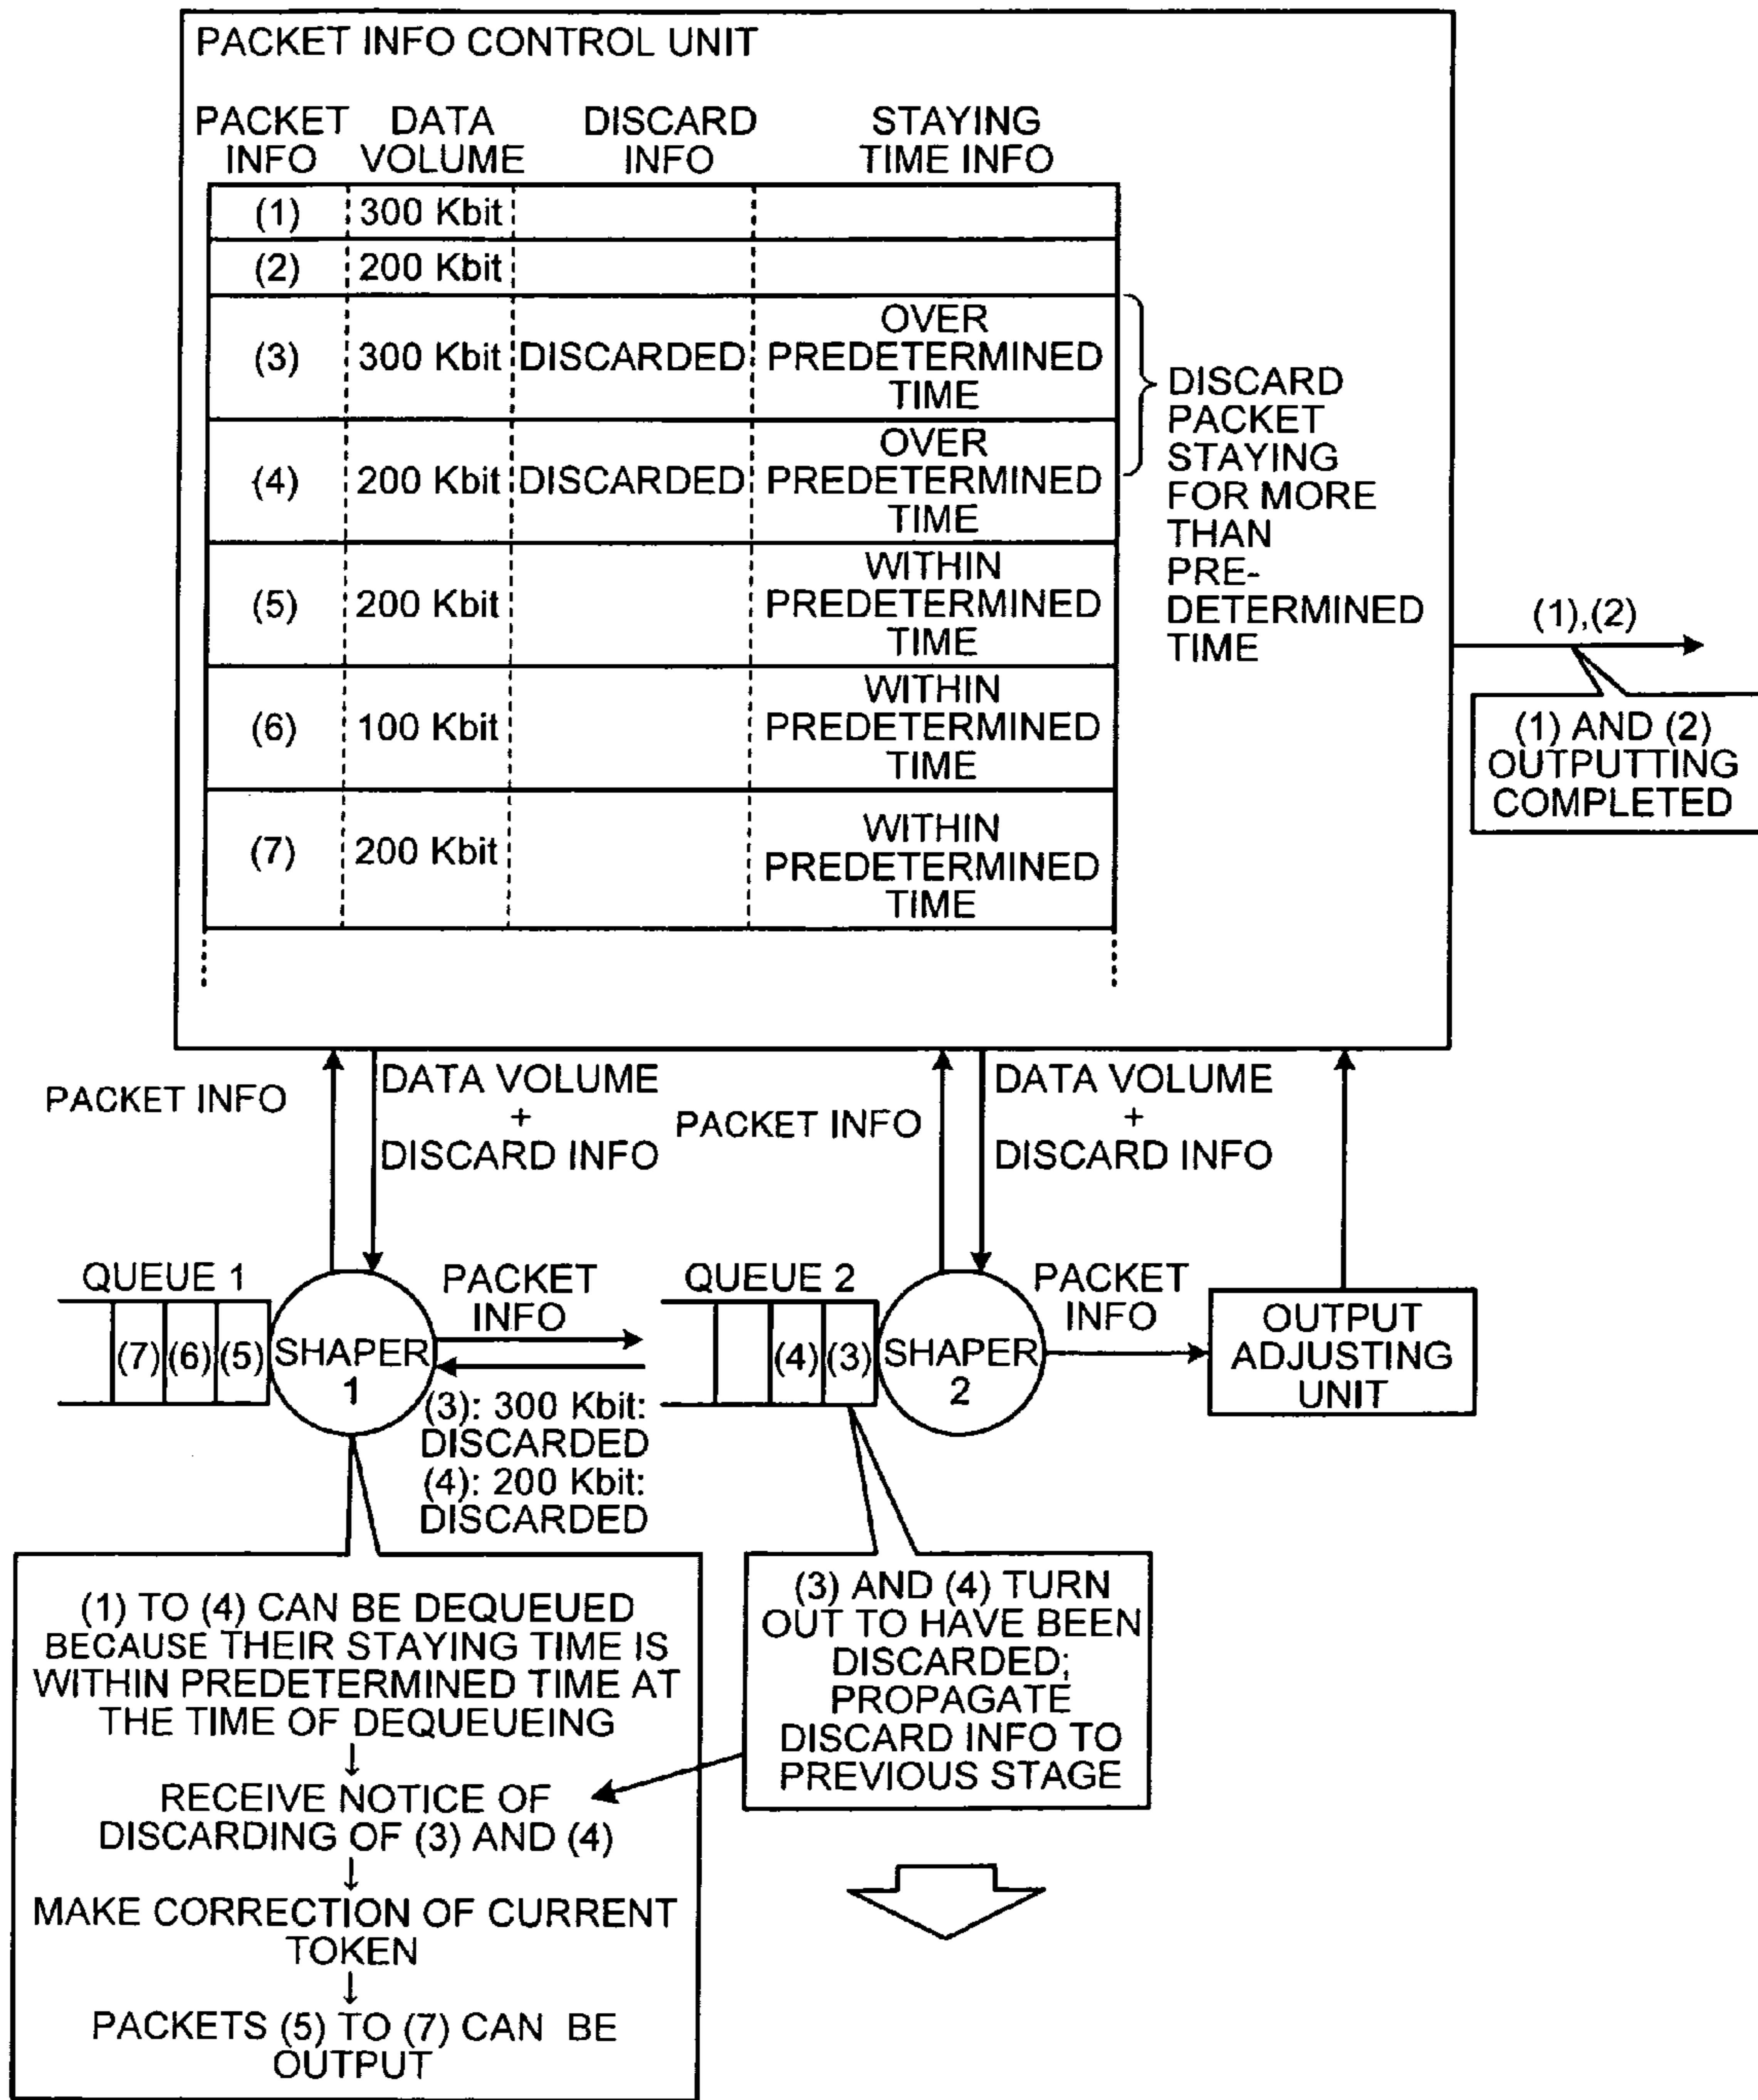 PACKET INFO CONTROL UNIT
PACKET INFO
DATA VOLUME
DISCARD INFO
STAYING TIME INFO
(1) 300 Kbit
(2) 200 Kbit
(3) 300 Kbit DISCARDED OVER PREDETERMINED TIME
(4) 200 Kbit DISCARDED OVER PREDETERMINED TIME
(5) 200 Kbit WITHIN PREDETERMINED TIME
(6) 100 Kbit WITHIN PREDETERMINED TIME
(7) 200 Kbit WITHIN PREDETERMINED TIME
DISCARD
PACKET
STAYING
FOR MORE
THAN
PRE-
DETERMINED
TIME
(1),(2)
(1) AND (2)
OUTPUTTING
COMPLETED
PACKET INFO
DATA VOLUME
+
DISCARD INFO
PACKET INFO
DATA VOLUME
+
DISCARD INFO
QUEUE 1
(7) (6) (5)
SHAPER
1
PACKET
INFO
(3): 300 Kbit:
DISCARDED
(4): 200 Kbit:
DISCARDED
QUEUE 2
(4) (3)
SHAPER
2
PACKET
INFO
OUTPUT
ADJUSTING
UNIT
(1) TO (4) CAN BE DEQUEUED
BECAUSE THEIR STAYING TIME IS
WITHIN PREDETERMINED TIME AT
THE TIME OF DEQUEUEING
↓
RECEIVE NOTICE OF
DISCARDING OF (3) AND (4)
↓
MAKE CORRECTION OF CURRENT
TOKEN
↓
PACKETS (5) TO (7) CAN BE
OUTPUT
(3) AND (4) TURN
OUT TO HAVE BEEN
DISCARDED;
PROPAGATE
DISCARD INFO TO
PREVIOUS STAGE